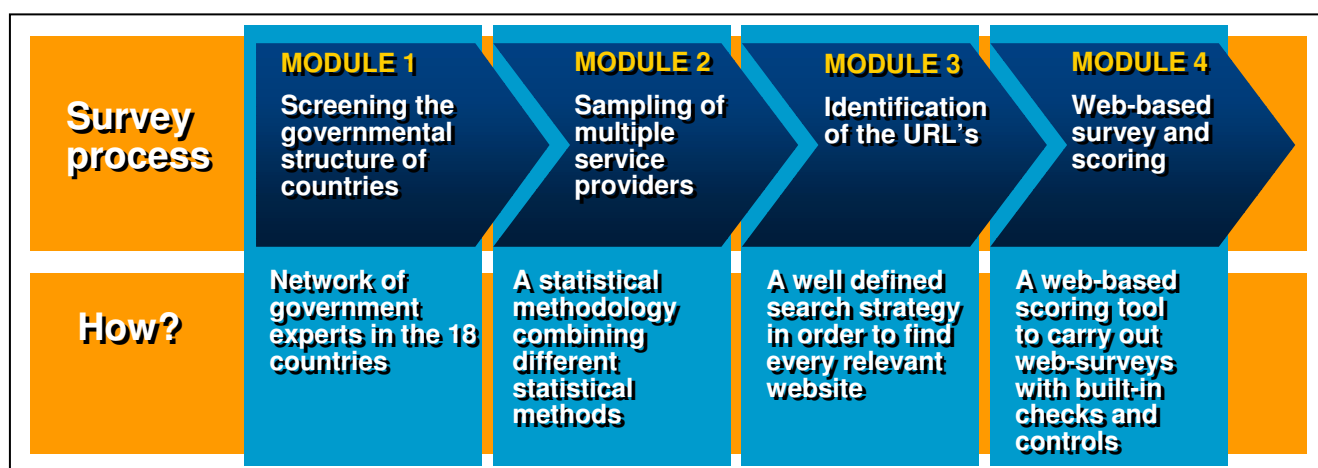 Survey
process
MODULE 1
Screening the
governmental
structure of
countries
MODULE 2
Sampling of
multiple
service
providers
MODULE 3
Identification
of the URL's
MODULE 4
Web-based
survey and
scoring
How?
Network of
government
experts in the 18
countries
A statistical
methodology
combining
different
statistical
methods
A well defined
search strategy
in order to find
every relevant
website
A web-based
scoring tool
to carry out
web-surveys
with built-in
checks and
controls